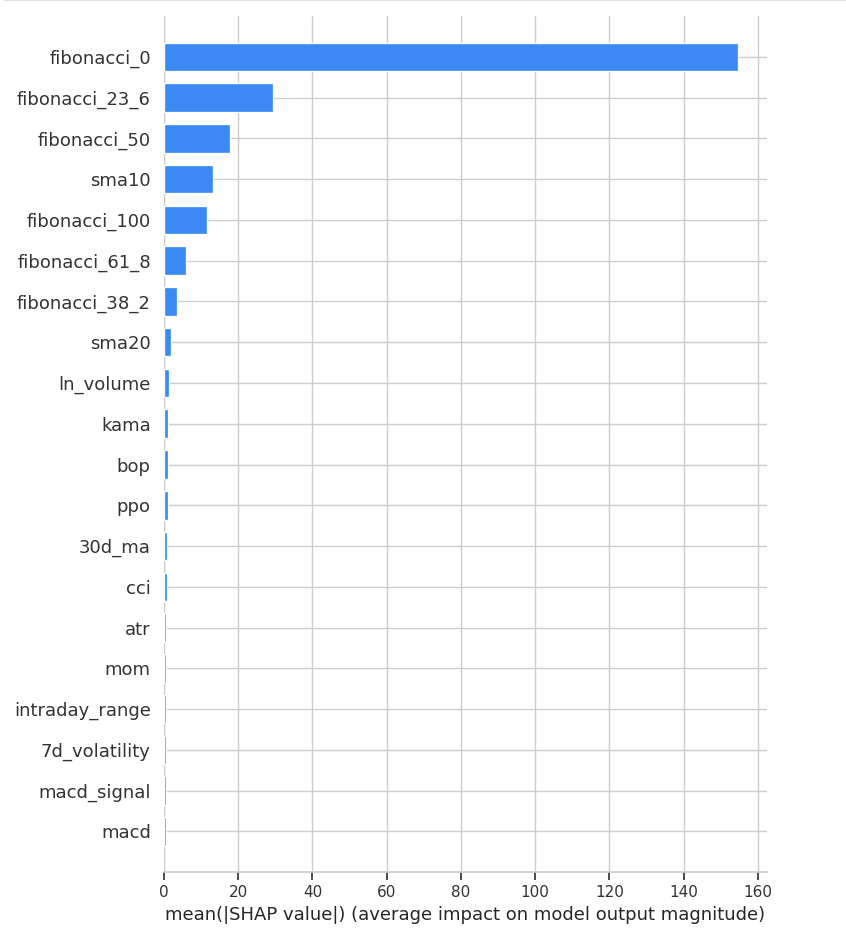 fibonacci_0
fibonacci_23_6
fibonacci_50
sma10
fibonacci_100
fibonacci_61_8
fibonacci_38_2
sma20
ln_volume
kama
bop
ppo
30d_ma
cci
atr
mom
intraday_range
7d_volatility
macd_signal
macd
0 20 40 60 80 100 120 140 160
mean(|SHAP value|) (average impact on model output magnitude)